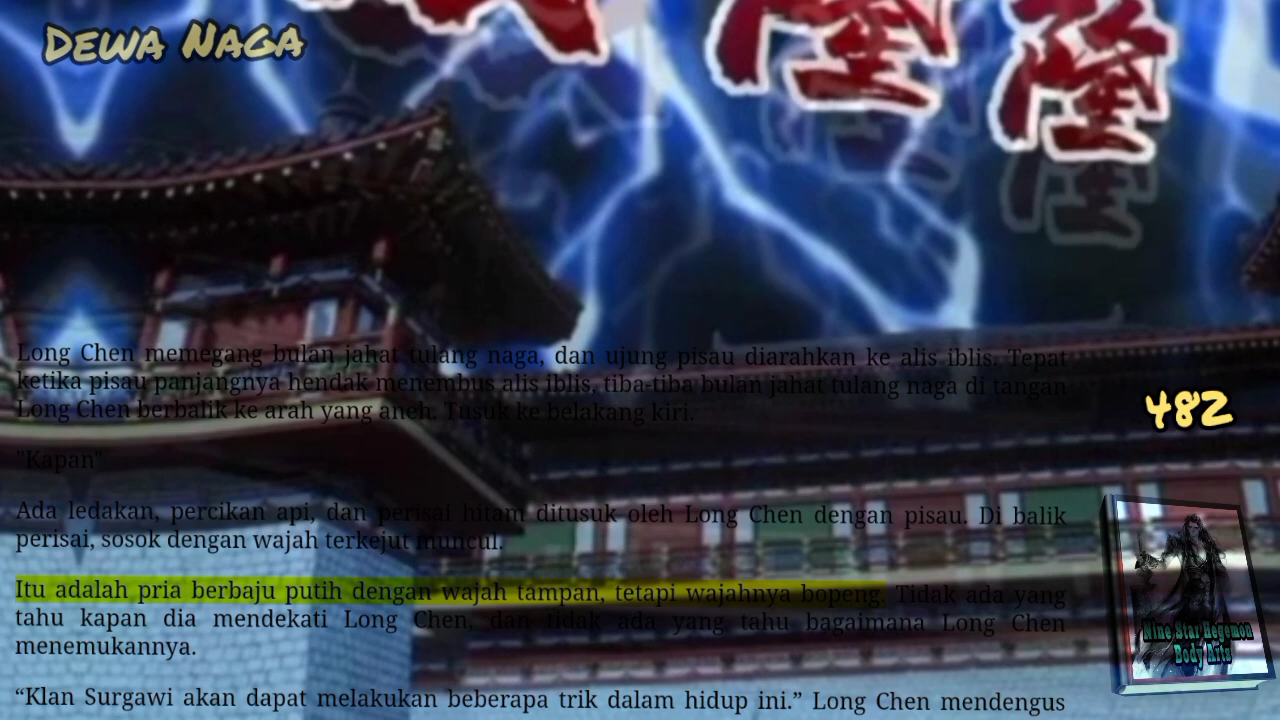 DEWA NAGA
隆
隆
Long Chen memegang bulan jahat tulang naga, dan ujung pisau diarahkan ke alis iblis. Tepat
ketika pisau panjangnya hendak menembus alis iblis, tiba-tiba bulan jahat tulang naga di tangan
Long Chen berbalik ke arah yang aneh. Tusuk ke belakang kiri.
"Kapan"
Ada ledakan, percikan api, dan perisai hitam ditusuk oleh Long Chen dengan pisau. Di balik
perisai, sosok dengan wajah terkejut muncul.
Itu adalah pria berbaju putih dengan wajah tampan, tetapi wajahnya bopeng. Tidak ada yang
tahu kapan dia mendekati Long Chen, dan tidak ada yang tahu bagaimana Long Chen
menemukannya.
“Klan Surgawi akan dapat melakukan beberapa trik dalam hidup ini.” Long Chen mendengus
482
Nine Star Hegemon
Body Arts